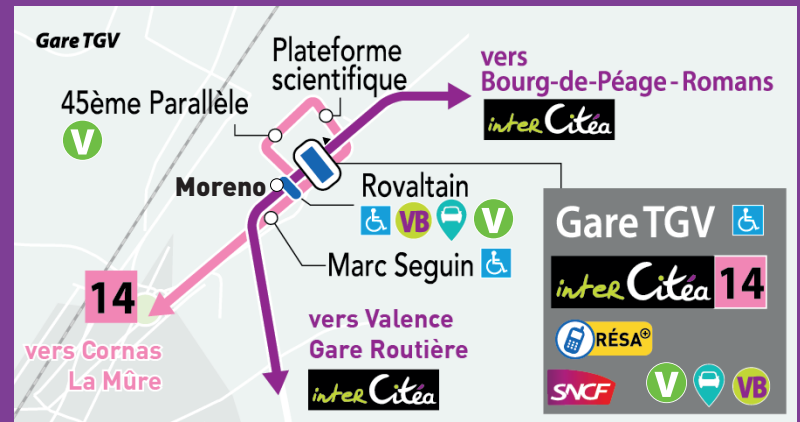 Gare TGV
Plateforme
scientifique
vers
Bourg-de-Péage - Romans
inter Citéa
45ème Parallèle
V
Moreno
Rovaltain
VB
V
Marc Seguin
Gare TGV
inter Citéa 14
RÉSA+
SNCF
V
VB
14
vers Cornas
La Mûre
vers Valence
Gare Routière
inter Citéa